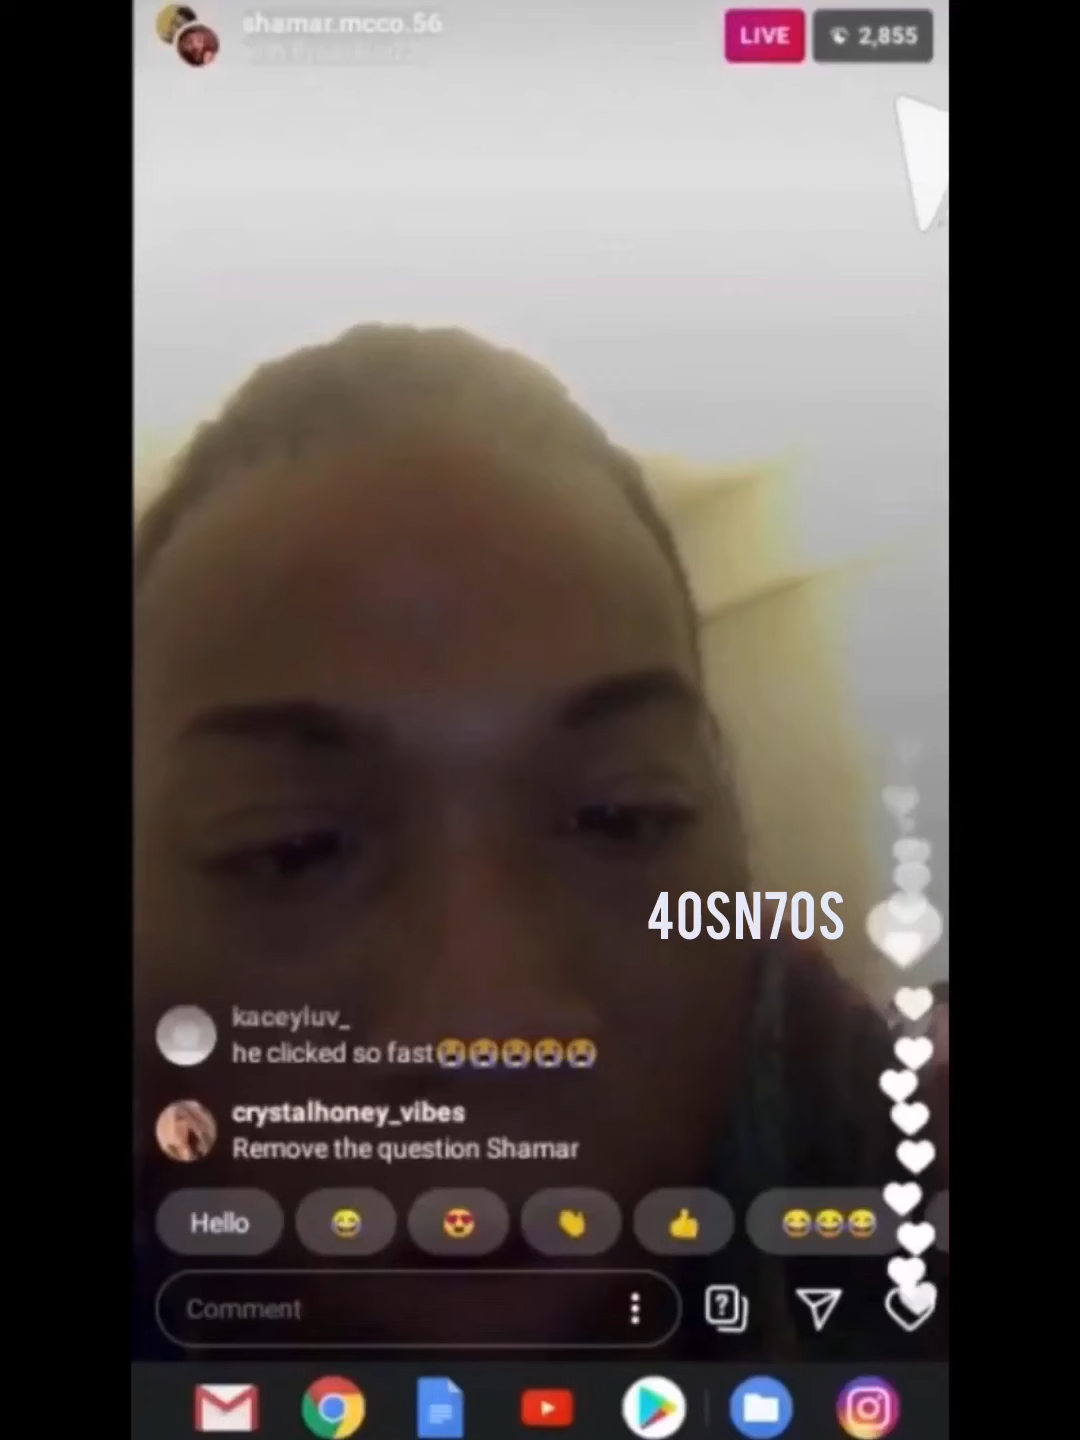 shamar.mcco.56
LIVE
2,855
40SN70S
kaceyluv_
he clicked so fast😭😭😭😭😭
crystalhoney_vibes
Remove the question Shamar
Hello 😂 😍 👏 👍 😂😂😂
Comment